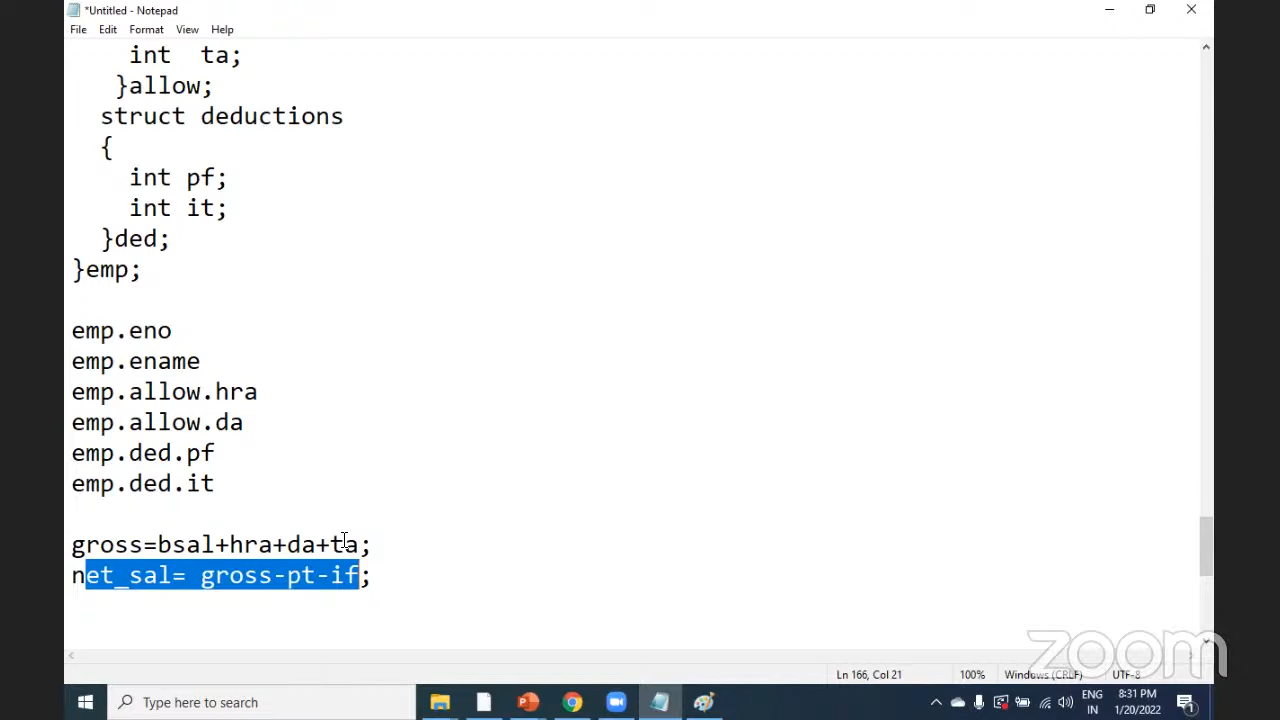 *Untitled - Notepad
File Edit Format View Help
int ta;
}allow;
struct deductions
{
int pf;
int it;
}ded;
}emp;
emp.eno
emp.ename
emp.allow.hra
emp.allow.da
emp.ded.pf
emp.ded.it
gross=bsal+hra+da+ta;
net_sal= gross-pt-if;
zoom
Ln 166, Col 21 100% Windows (CRLF) UTF-8
Type here to search
ENG
IN
8:31 PM
1/20/2022
1